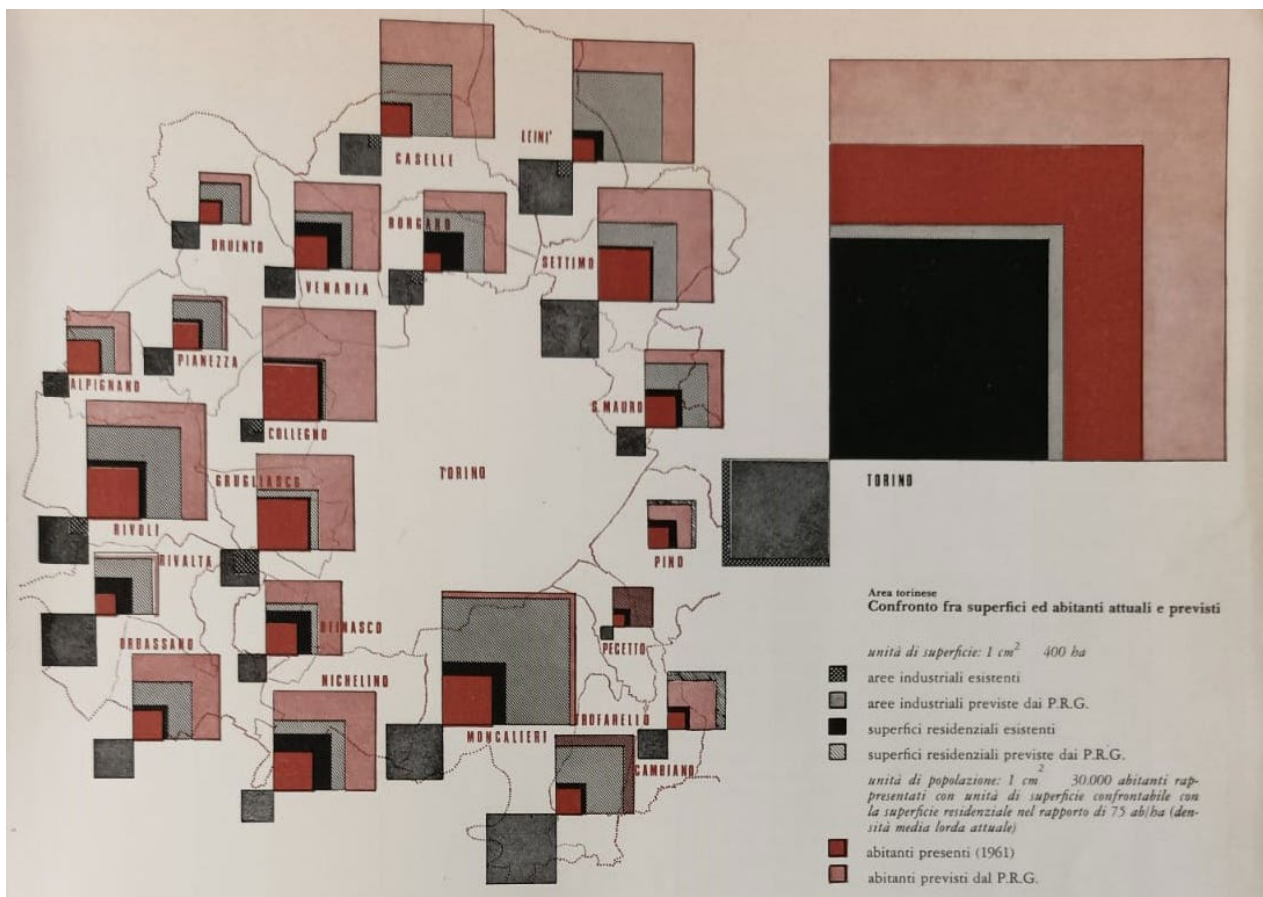 CASELLE
LEINI'
DRUENTO
VENARIA
BORGARO
SETTIMO
ALPIGNANO
PIANEZZA
COLLEGNO
S.MAURO
GRUGLIASCO
TORINO
TORINO
RIVOLI
RIVALTA
PINO
ORBASSANO
BEINASCO
PECETTO
NICHELINO
MONCALIERI
TROFARELLO
CAMBIANO
Area torinese
Confronto fra superfici ed abitanti attuali e previsti
unità di superficie: 1 cm² 400 ha
aree industriali esistenti
aree industriali previste dai P.R.G.
superfici residenziali esistenti
superfici residenziali previste dai P.R.G.
unità di popolazione: 1 cm² 30.000 abitanti rap-
presentati con unità di superficie confrontabile con
la superficie residenziale nel rapporto di 75 ab/ha (den-
sità media lorda attuale)
abitanti presenti (1961)
abitanti previsti dal P.R.G.